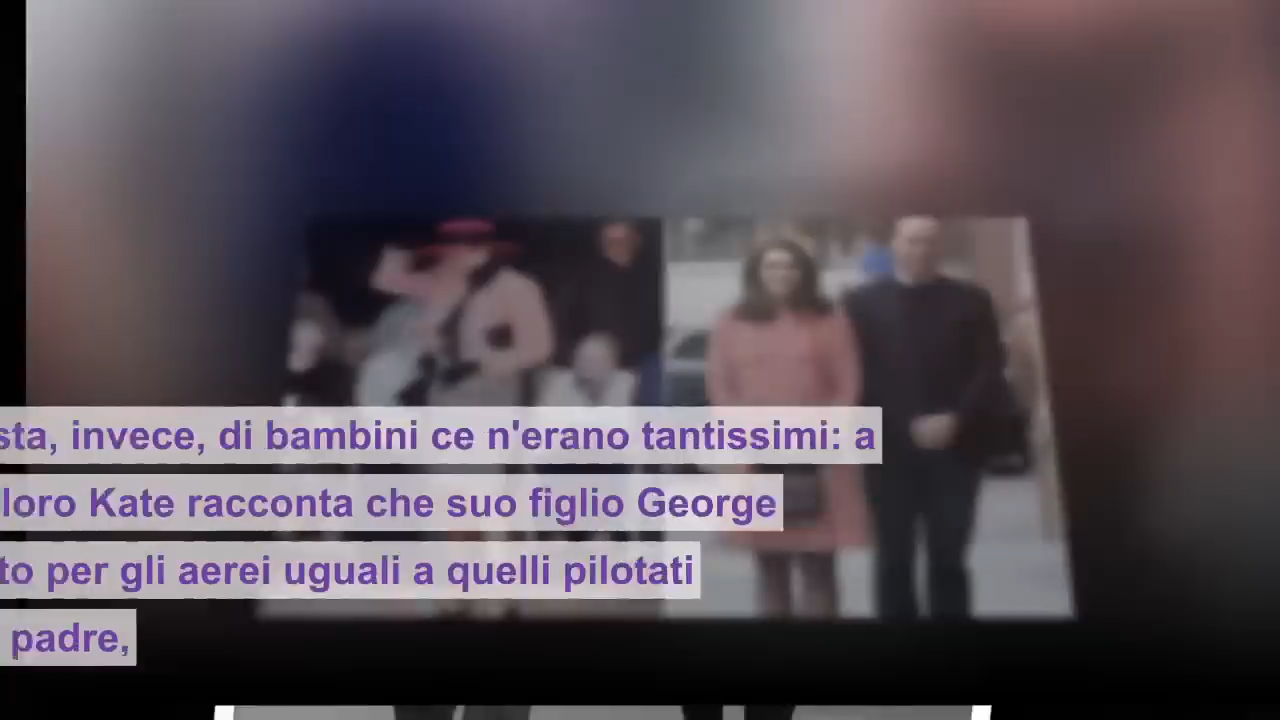 sta, invece, di bambini ce n'erano tantissimi: a
loro Kate racconta che suo figlio George
to per gli aerei uguali a quelli pilotati
padre,